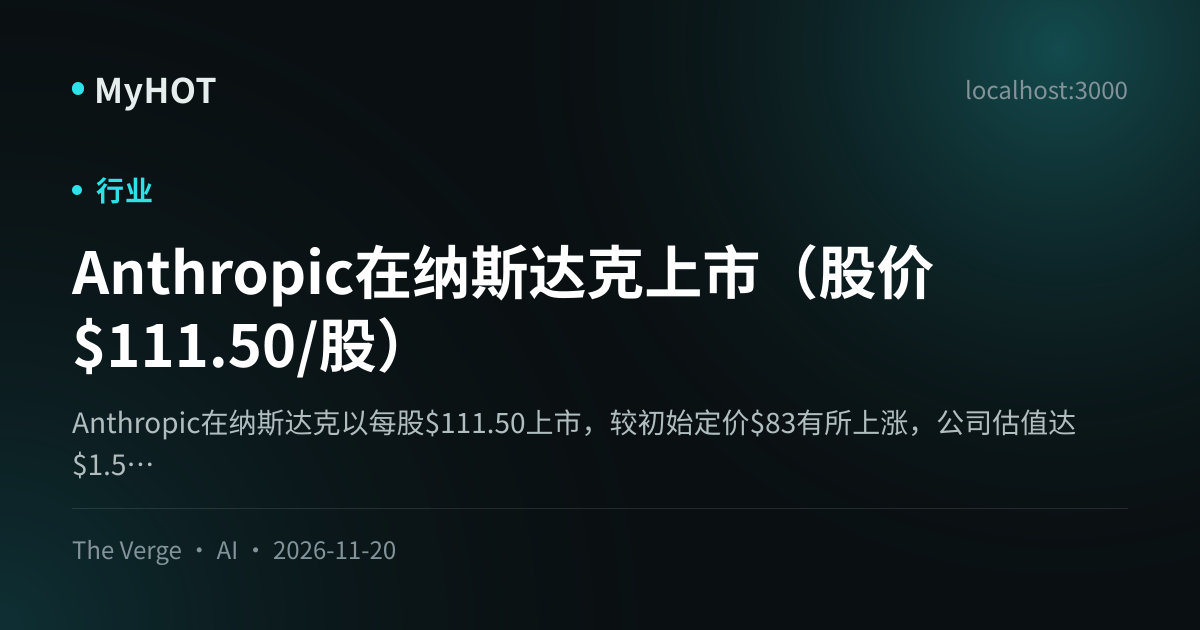 MyHOT
localhost:3000
行业
Anthropic在纳斯达克上市（股价
$111.50/股）
Anthropic在纳斯达克以每股$111.50上市，较初始定价$83有所上涨，公司估值达
$1.5…
The Verge · AI · 2026-11-20